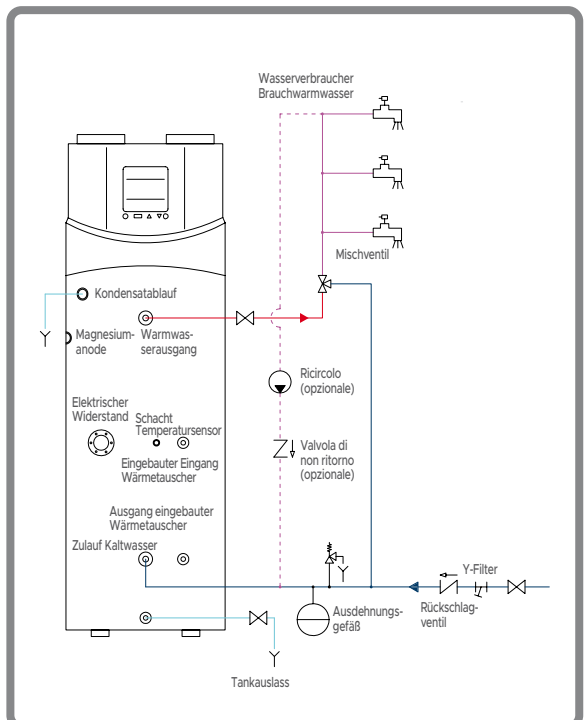 Wasserverbraucher
Brauchwarmwasser
Mischventil
Kondensatablauf
Magnesium-
anode
Warmwas-
serausgang
Ricircolo
(opzionale)
Elektrischer
Widerstand
Schacht
Temperatursensor
Valvola di
non ritorno
(opzionale)
Eingebauter Eingang
Wärmetauscher
Ausgang eingebauter
Wärmetauscher
Zulauf Kaltwasser
Y-Filter
Ausdehnungs-
gefäß
Rückschlag-
ventil
Tankauslass